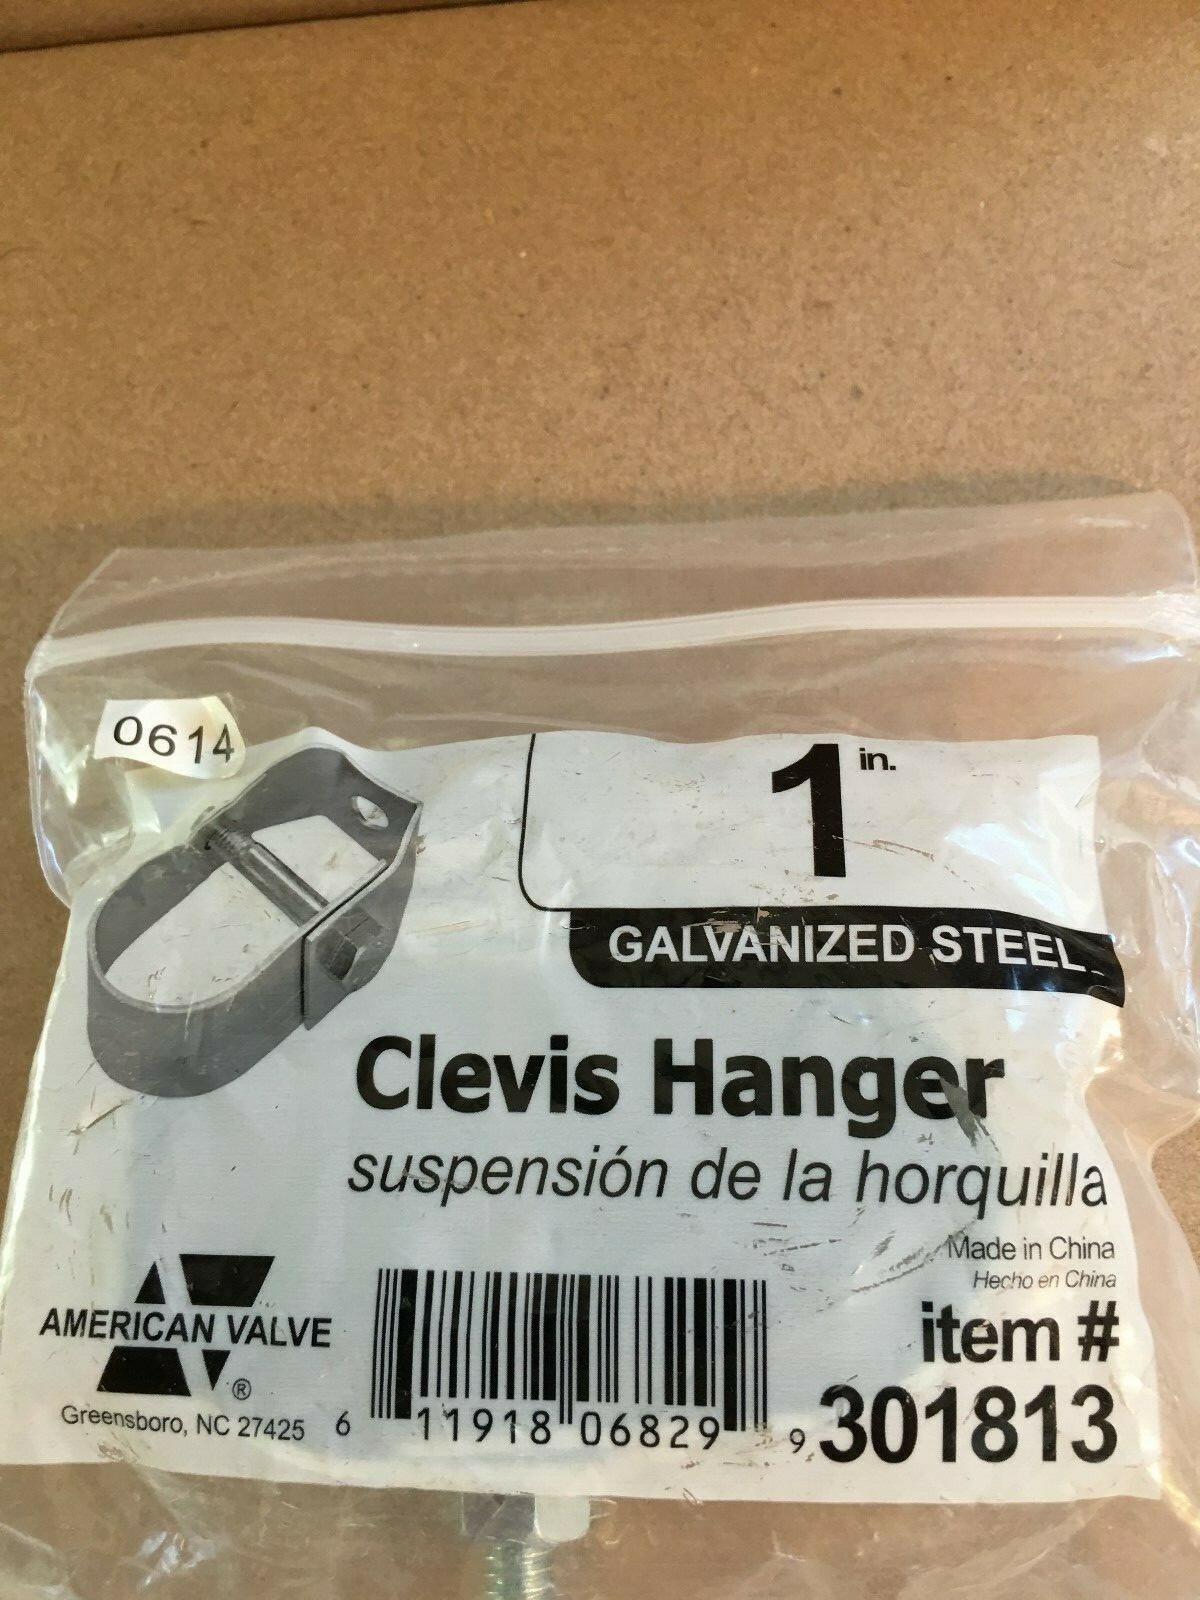 0614
1 in.
GALVANIZED STEEL
Clevis Hanger
suspensión de la horquilla
Made in China
Hecho en China
AMERICAN VALVE
®
Greensboro, NC 27425
6 11918 06829 9
item #
301813